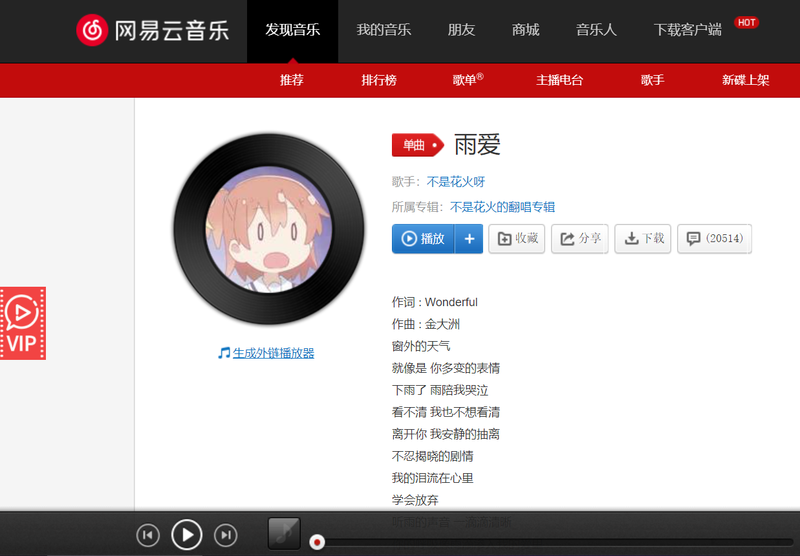 网易云音乐 发现音乐 我的音乐 朋友 商城 音乐人 下载客户端 HOT
推荐 排行榜 歌单® 主播电台 歌手 新碟上架
单曲 雨爱
歌手：不是花火呀
所属专辑：不是花火的翻唱专辑
播放 + 收藏 分享 下载 (20514)
VIP
生成外链播放器
作词 : Wonderful
作曲 : 金大洲
窗外的天气
就像是 你多变的表情
下雨了 雨陪我哭泣
看不清 我也不想看清
离开你 我安静的抽离
不忍揭晓的剧情
我的泪流在心里
学会放弃